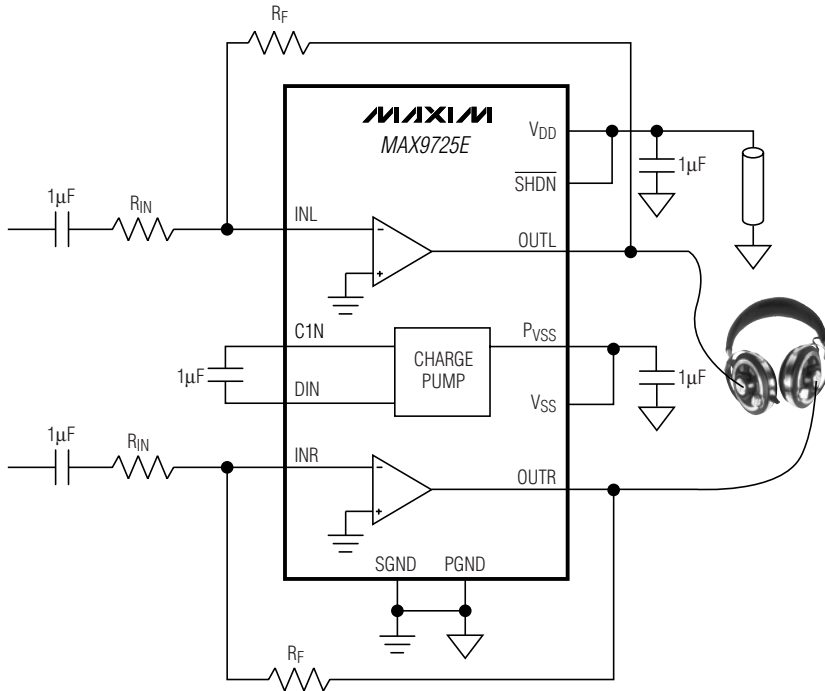 RF
MAXIM
MAX9725E
VDD
1µF
SHDN
1µF
RIN
INL
OUTL
C1N
PVSS
CHARGE
PUMP
1µF
1µF
DIN
VSS
1µF
RIN
INR
OUTR
SGND
PGND
RF